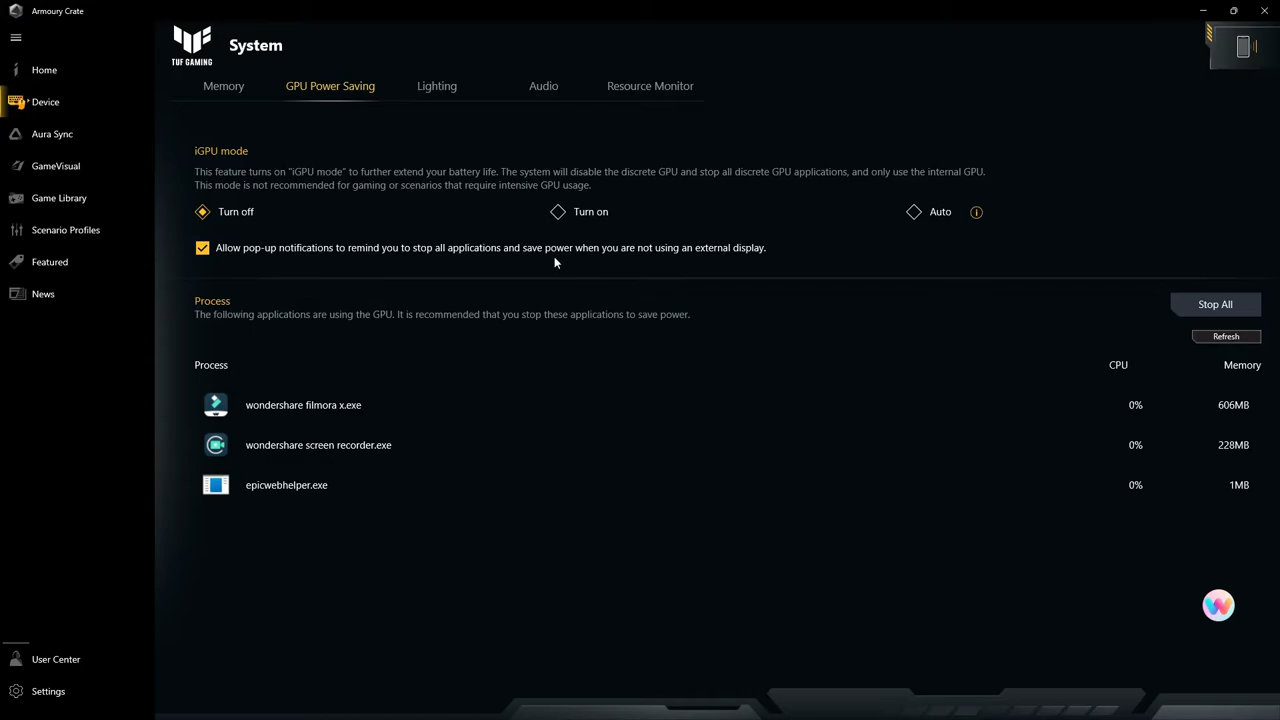 Armoury Crate
TUF GAMING
System
Home
Device
Aura Sync
GameVisual
Game Library
Scenario Profiles
Featured
News
User Center
Settings
Memory
GPU Power Saving
Lighting
Audio
Resource Monitor
iGPU mode
This feature turns on "iGPU mode" to further extend your battery life. The system will disable the discrete GPU and stop all discrete GPU applications, and only use the internal GPU.
This mode is not recommended for gaming or scenarios that require intensive GPU usage.
Turn off
Turn on
Auto
Allow pop-up notifications to remind you to stop all applications and save power when you are not using an external display.
Process
The following applications are using the GPU. It is recommended that you stop these applications to save power.
Stop All
Refresh
Process CPU Memory
wondershare filmora x.exe 0% 606MB
wondershare screen recorder.exe 0% 228MB
epicwebhelper.exe 0% 1MB